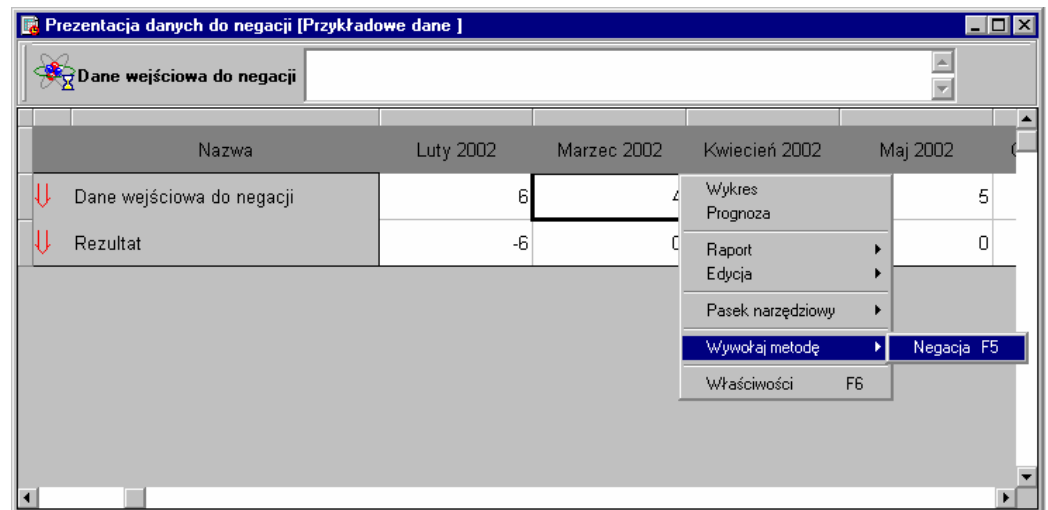 Prezentacja danych do negacji [Przykładowe dane ]
Dane wejściowa do negacji
Nazwa Luty 2002 Marzec 2002 Kwiecień 2002 Maj 2002
Dane wejściowa do negacji 6 4 5
Rezultat -6 0 0
Wykres
Prognoza
Raport
Edycja
Pasek narzędziowy
Wywołaj metodę Negacja F5
Właściwości F6